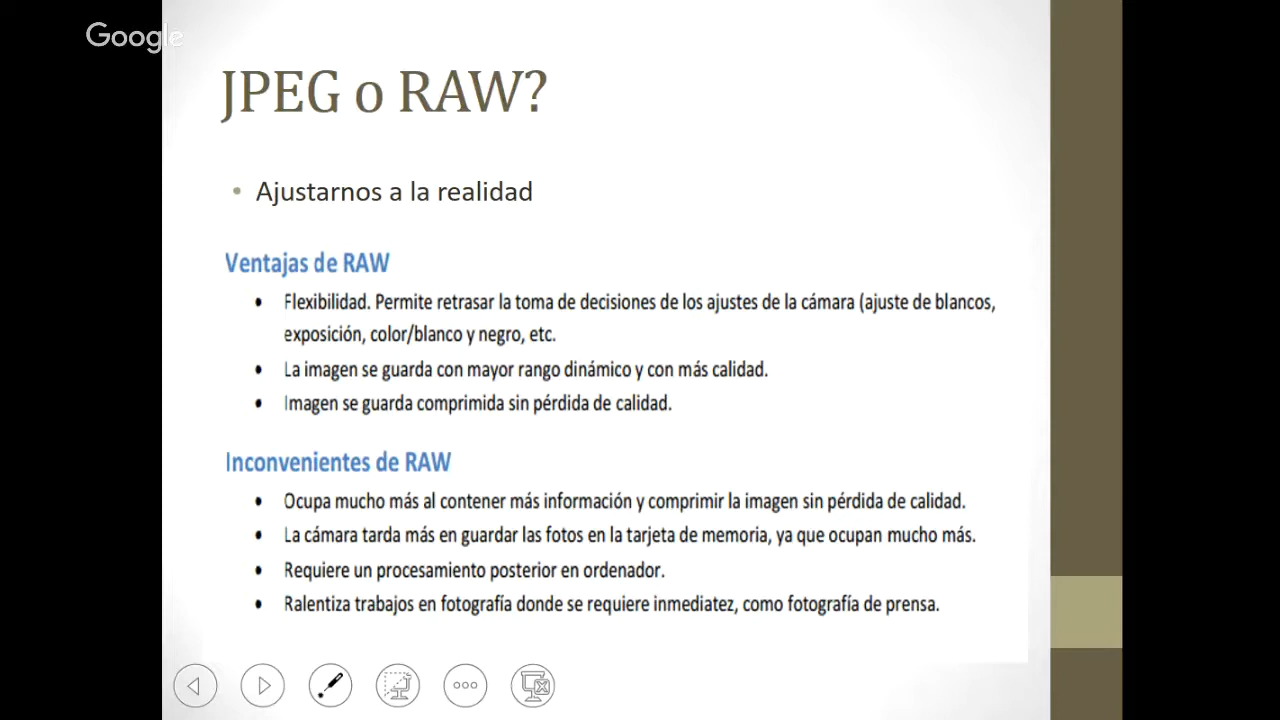 Google
JPEG o RAW?
• Ajustarnos a la realidad
Ventajas de RAW
• Flexibilidad. Permite retrasar la toma de decisiones de los ajustes de la cámara (ajuste de blancos,
exposición, color/blanco y negro, etc.
• La imagen se guarda con mayor rango dinámico y con más calidad.
• Imagen se guarda comprimida sin pérdida de calidad.
Inconvenientes de RAW
• Ocupa mucho más al contener más información y comprimir la imagen sin pérdida de calidad.
• La cámara tarda más en guardar las fotos en la tarjeta de memoria, ya que ocupan mucho más.
• Requiere un procesamiento posterior en ordenador.
• Ralentiza trabajos en fotografía donde se requiere inmediatez, como fotografía de prensa.